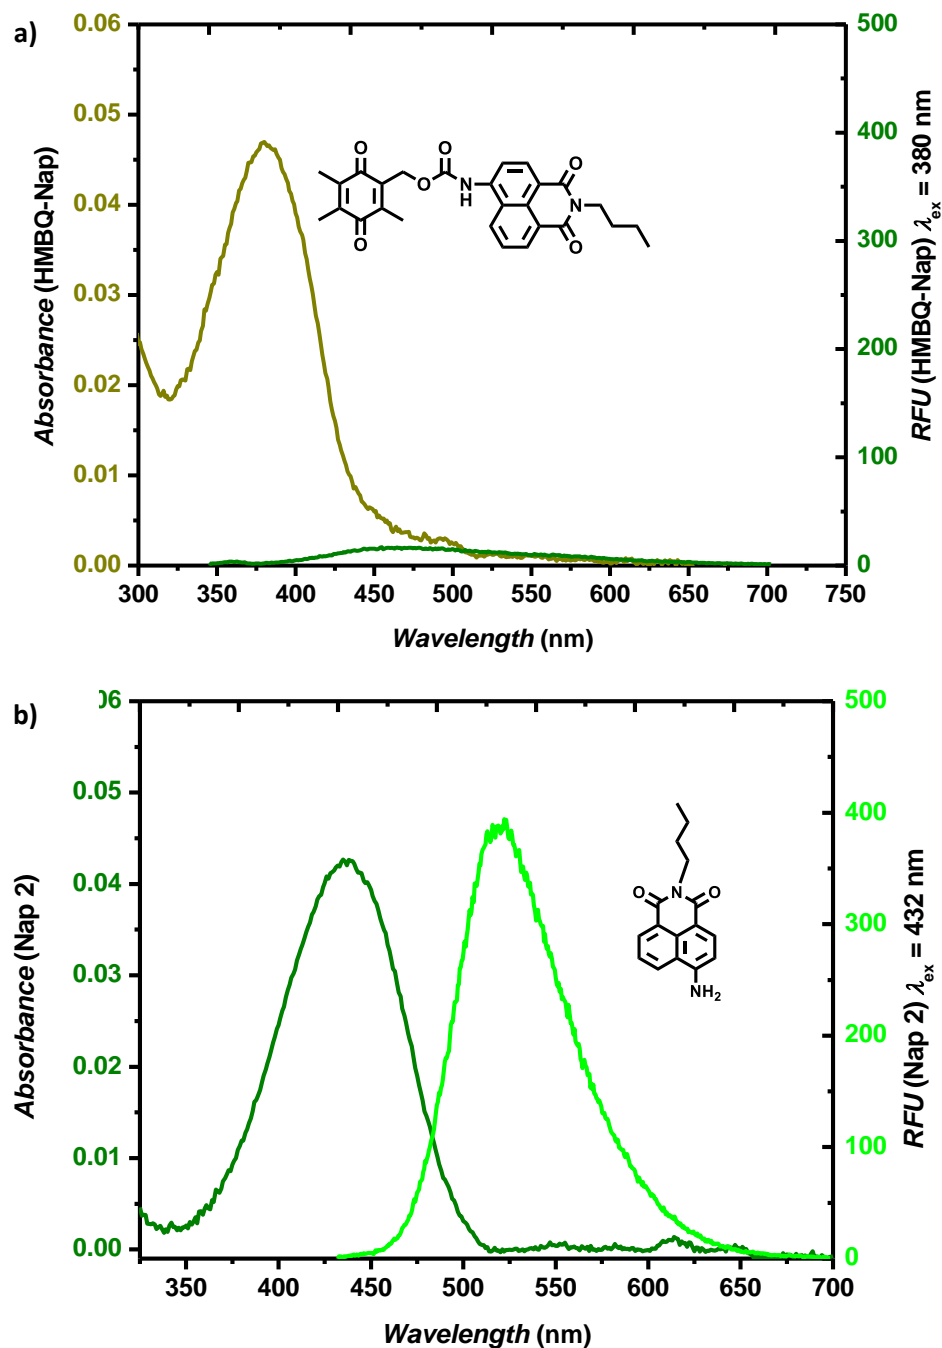 a)
0.06
0.05
0.04
0.03
0.02
0.01
0.00
Absorbance (HMBQ-Nap)
500
400
300
200
100
0
RFU (HMBQ-Nap) λex = 380 nm
O
O
O
N
H
O
O
N
O
300 350 400 450 500 550 600 650 700 750
Wavelength (nm)
b)
06
0.05
0.04
0.03
0.02
0.01
0.00
Absorbance (Nap 2)
500
400
300
200
100
0
RFU (Nap 2) λex = 432 nm
O N O
NH2
350 400 450 500 550 600 650 700
Wavelength (nm)